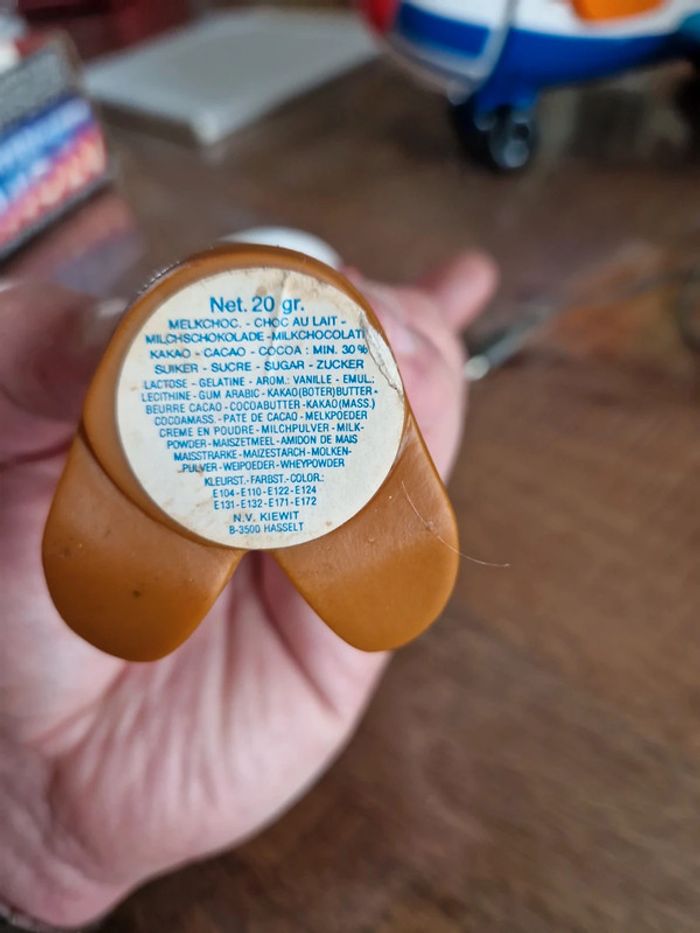 Net. 20 gr.
MELKCHOC. - CHOC AU LAIT -
MILCHSCHOKOLADE - MILKCHOCOLAT
KAKAO - CACAO - COCOA : MIN. 30%
SUIKER - SUCRE - SUGAR - ZUCKER
LACTOSE - GELATINE - AROM.: VANILLE - EMUL.:
LECITHINE - GUM ARABIC - KAKAO(BOTER)BUTTER -
BEURRE CACAO - COCOABUTTER - KAKAO(MASS.)
COCOAMASS. - PATE DE CACAO - MELKPOEDER
CREME EN POUDRE - MILCHPULVER - MILK-
POWDER - MAISZETMEEL - AMIDON DE MAIS
MAISSTRARKE - MAIZESTARCH - MOLKEN-
PULVER - WEIPOEDER - WHEYPOWDER
KLEURST. - FARBST. - COLOR.:
E104 - E110 - E122 - E124
E131 - E132 - E171 - E172
N.V. KIEWIT
B-3500 HASSELT